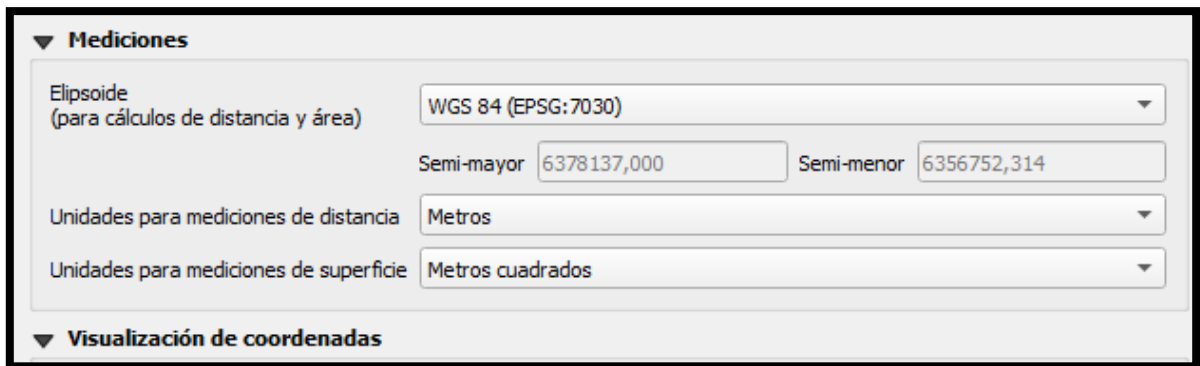 Mediciones
Elipsoide
(para cálculos de distancia y área)
WGS 84 (EPSG:7030)
Semi-mayor 6378137,000 Semi-menor 6356752,314
Unidades para mediciones de distancia Metros
Unidades para mediciones de superficie Metros cuadrados
Visualización de coordenadas